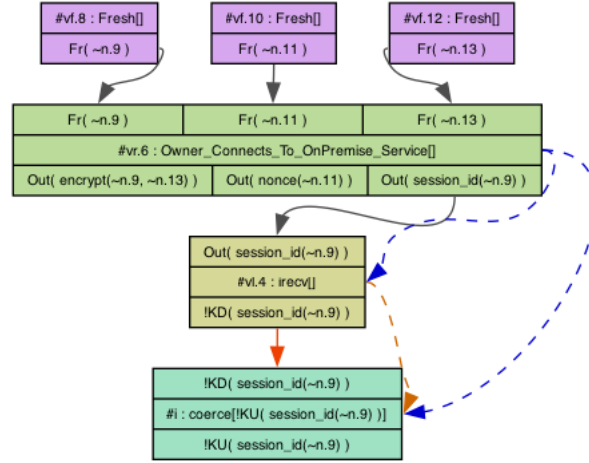 #vf.8 : Fresh[] #vf.10 : Fresh[] #vf.12 : Fresh[]
Fr( ~n.9 ) Fr( ~n.11 ) Fr( ~n.13 )
Fr( ~n.9 ) Fr( ~n.11 ) Fr( ~n.13 )
#vr.6 : Owner_Connects_To_OnPremise_Service[]
Out( encrypt(~n.9, ~n.13) ) Out( nonce(~n.11) ) Out( session_id(~n.9) )
Out( session_id(~n.9) )
#vl.4 : irecv[]
!KD( session_id(~n.9) )
!KD( session_id(~n.9) )
#i : coerce[!KU( session_id(~n.9) )]
!KU( session_id(~n.9) )